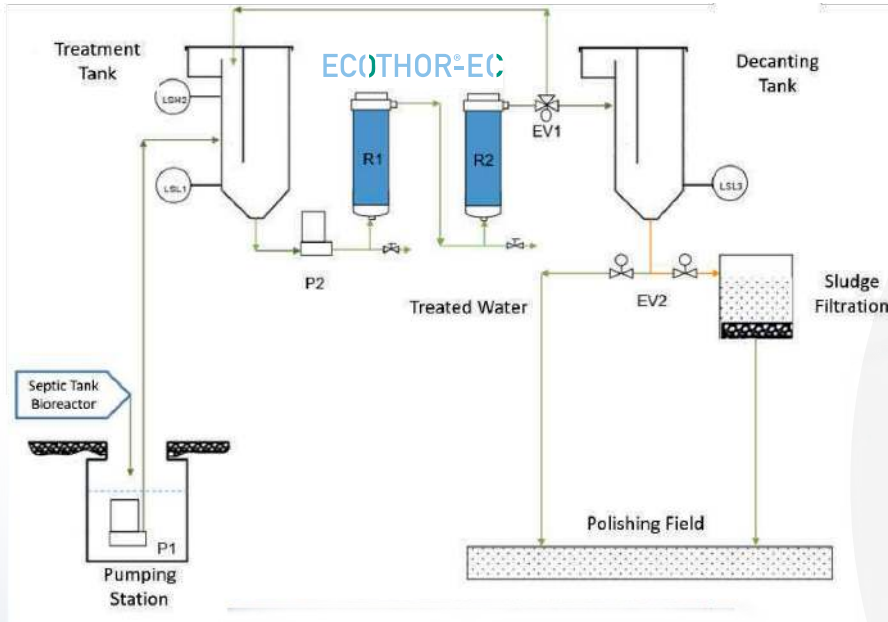 Treatment
Tank
ECOTHOR®-EC
Decanting
Tank
LSH2
EV1
R1
R2
LSL1
LSL3
P2
EV2
Treated Water
Sludge
Filtration
Septic Tank
Bioreactor
Polishing Field
P1
Pumping
Station